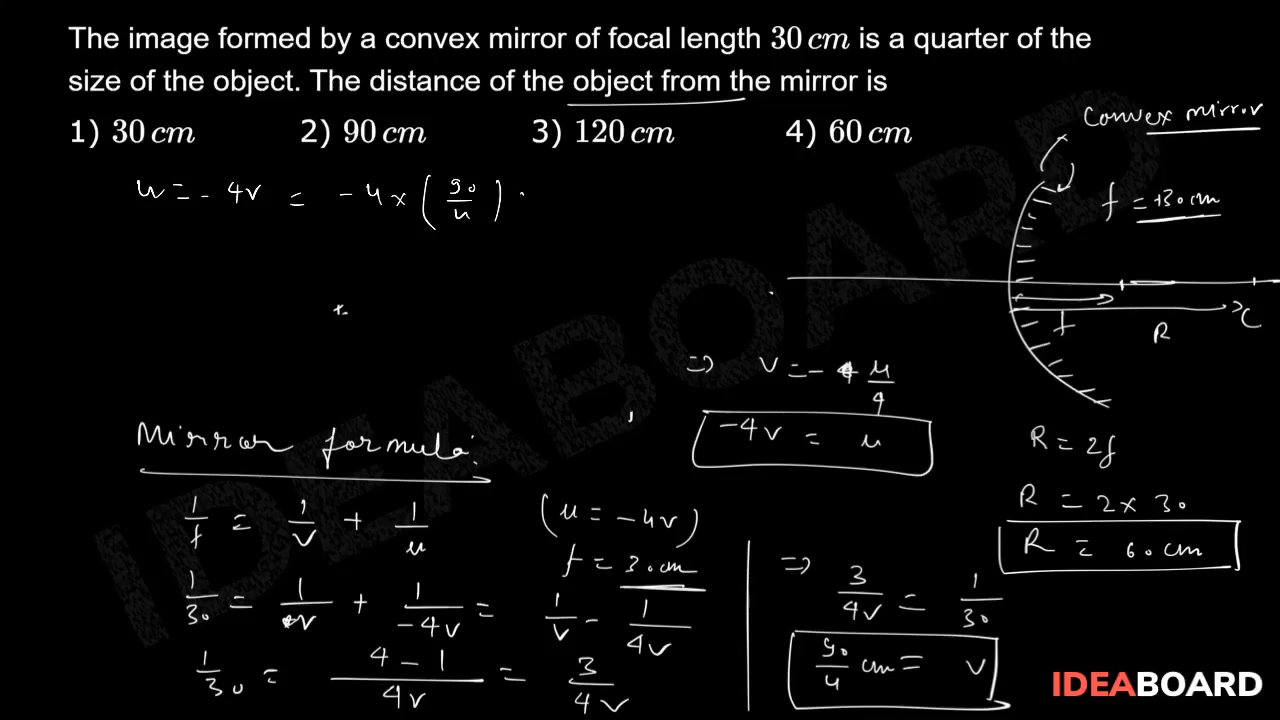 The image formed by a convex mirror of focal length 30 cm is a quarter of the
size of the object. The distance of the object from the mirror is
1) 30 cm 2) 90 cm 3) 120 cm 4) 60 cm
convex mirror
f = +30 cm
u = - 4v = - 4 × (90/4)
f
R
C
⇒ v = - u/4
-4v = u
R = 2f
R = 2 × 30
R = 60 cm
Mirror formula:
1/f = 1/v + 1/u
(u = -4v)
f = 30 cm
1/30 = 1/v + 1/-4v = 1/v - 1/4v
1/30 = 4 - 1/4v = 3/4v
⇒ 3/4v = 1/30
90/4 cm = v
IDEABOARD
IDEABOARD